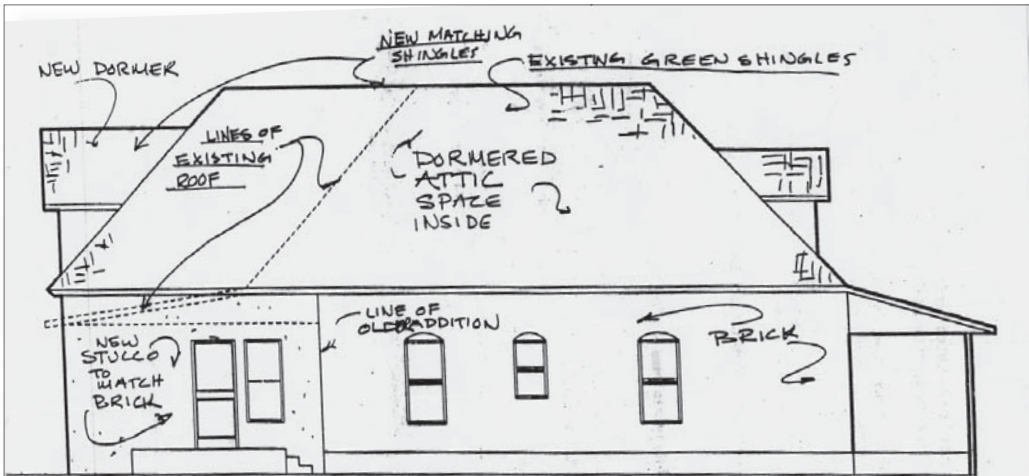 NEW DORMER
NEW MATCHING
SHINGLES
EXISTING GREEN SHINGLES
LINES OF
EXISTING
ROOF
DORMERED
ATTIC
SPACE
INSIDE
LINE OF
OLDER ADDITION
BRICK
NEW
STUCCO
TO
MATCH
BRICK